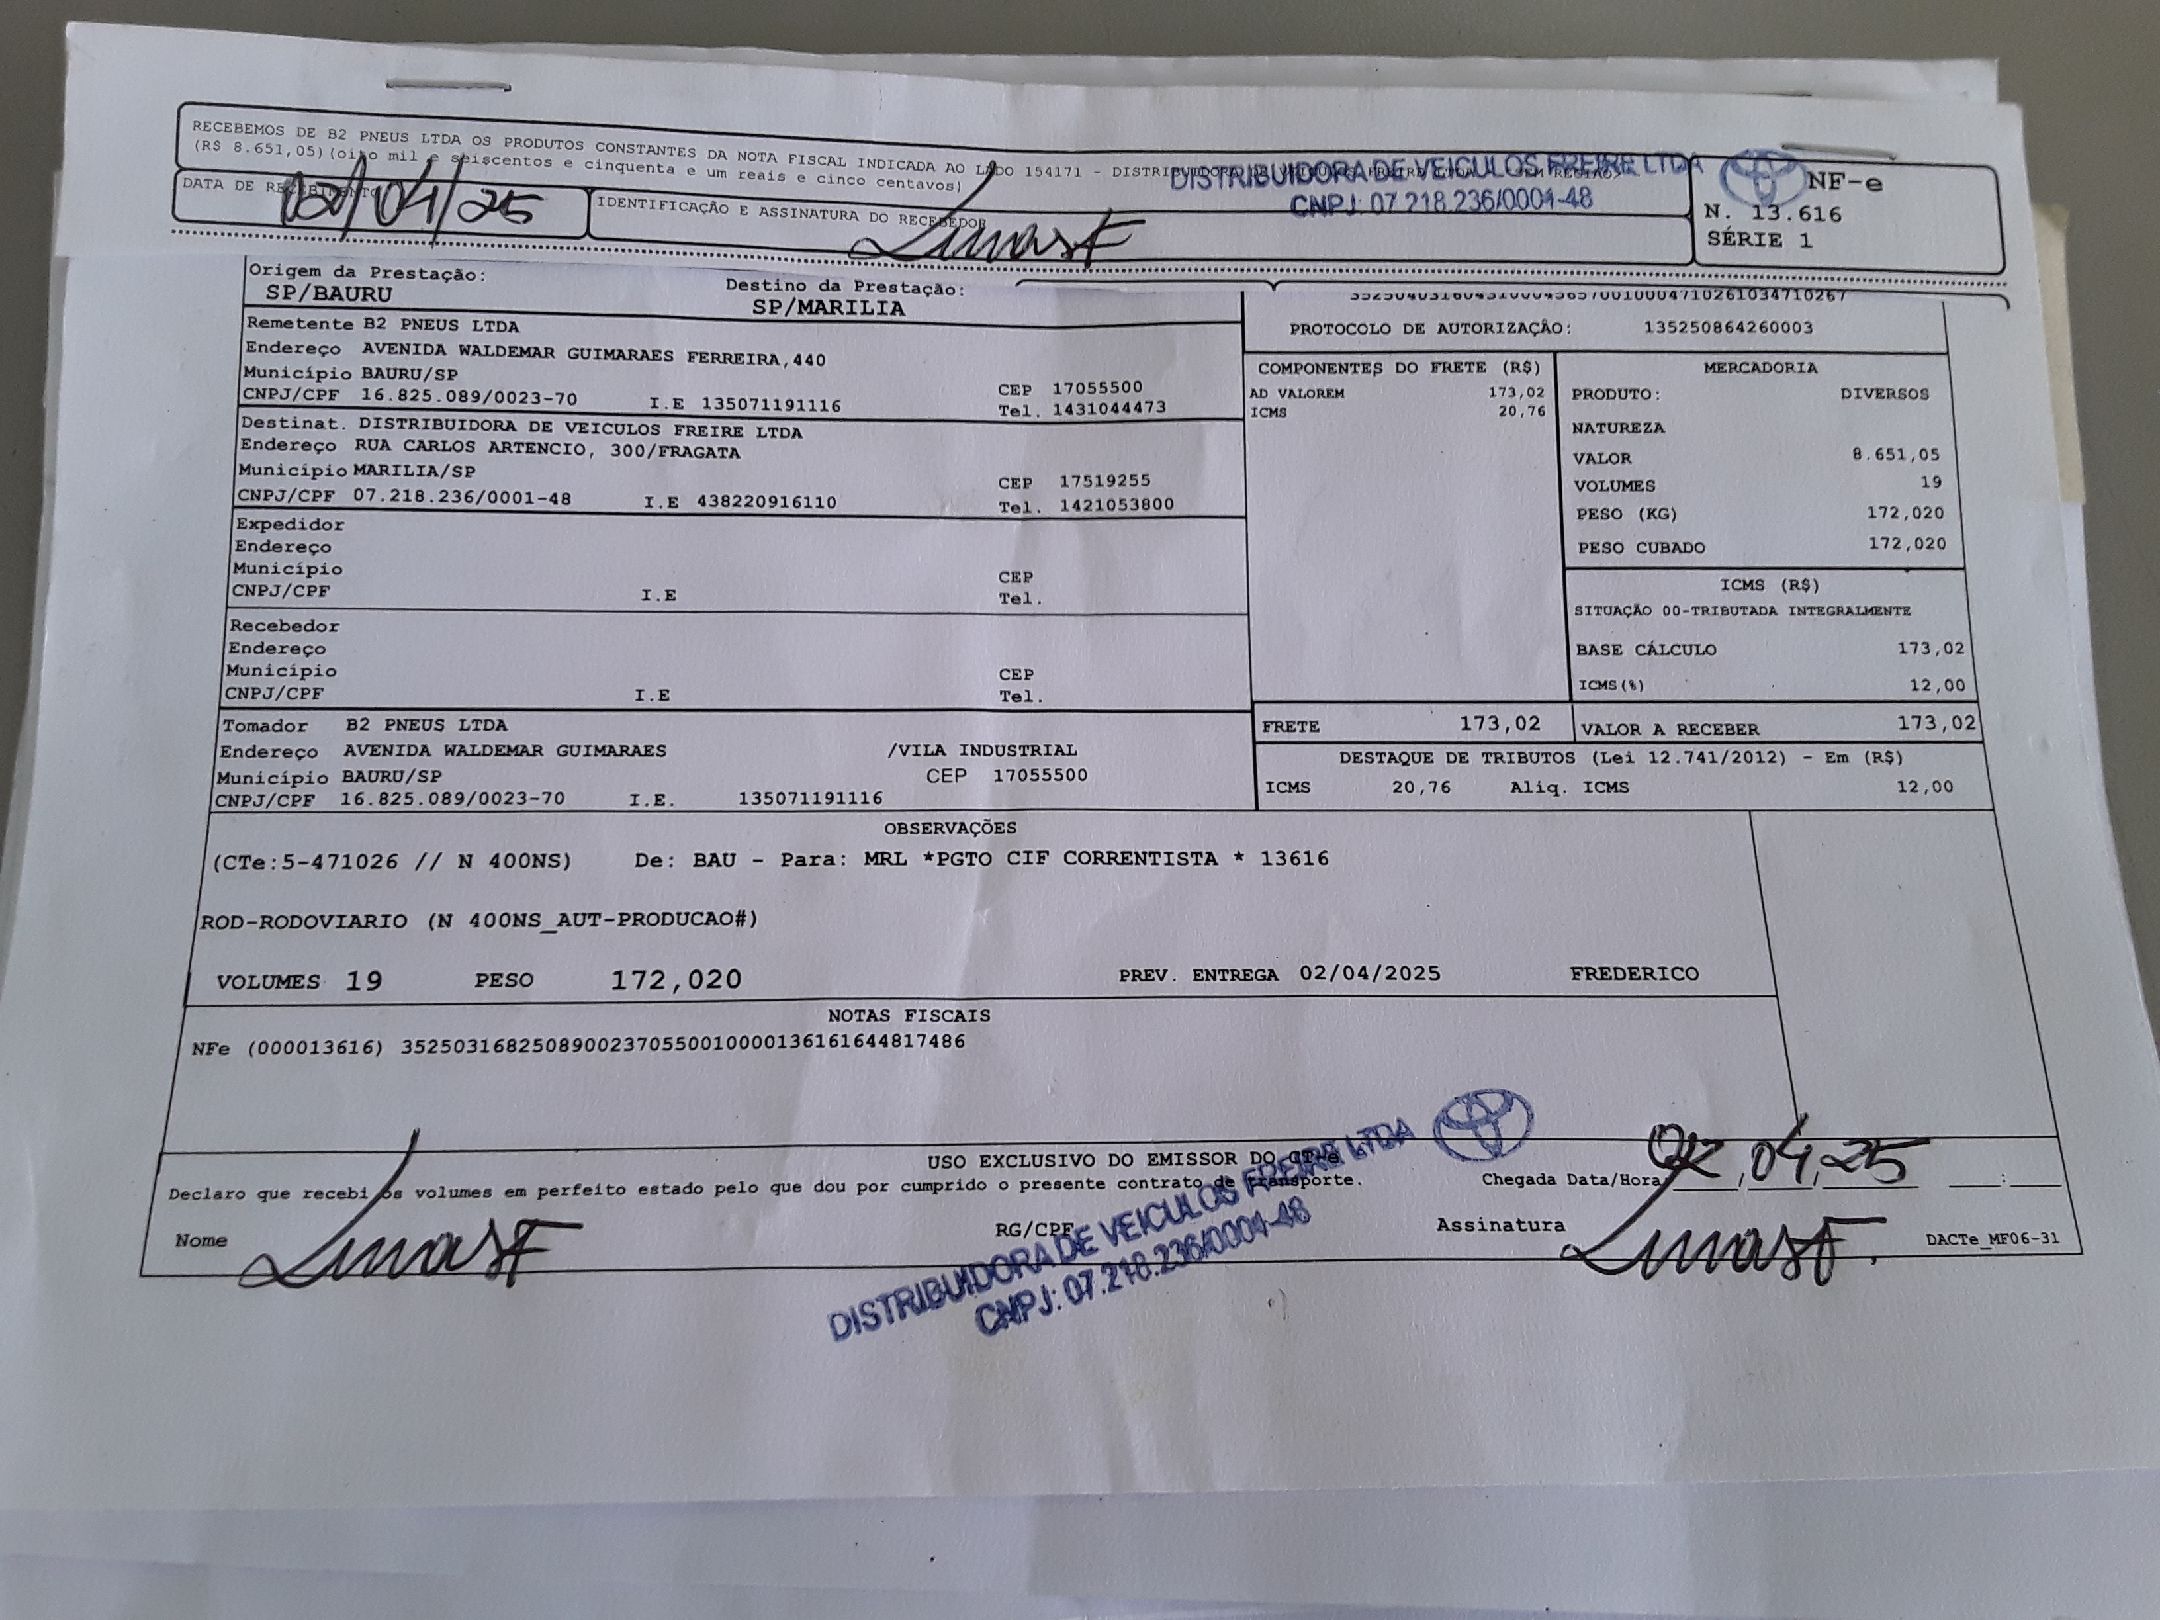 RECEBEMOS DE B2 PNEUS LTDA OS PRODUTOS CONSTANTES DA NOTA FISCAL INDICADA AO LADO 154171 - DISTRIBUIDORA DE VEICULOS FREIRE LTDA
(R$ 8.651,05) (oito mil e seiscentos e cinquenta e um reais e cinco centavos)
DISTRIBUIDORA DE VEICULOS FREIRE LTDA
CNPJ: 07.218.236/0001-48
NF-e
N. 13.616
SÉRIE 1
DATA DE RECEBIMENTO
02/04/25
IDENTIFICAÇÃO E ASSINATURA DO RECEBEDOR
Origem da Prestação:
SP/BAURU
Destino da Prestação:
SP/MARILIA
PROTOCOLO DE AUTORIZAÇÃO: 135250864260003
Remetente B2 PNEUS LTDA
Endereço AVENIDA WALDEMAR GUIMARAES FERREIRA,440
Município BAURU/SP CEP 17055500
CNPJ/CPF 16.825.089/0023-70 I.E 135071191116 Tel. 1431044473
Destinat. DISTRIBUIDORA DE VEICULOS FREIRE LTDA
Endereço RUA CARLOS ARTENCIO, 300/FRAGATA
Município MARILIA/SP CEP 17519255
CNPJ/CPF 07.218.236/0001-48 I.E 438220916110 Tel. 1421053800
Expedidor
Endereço
Município CEP
CNPJ/CPF I.E Tel.
Recebedor
Endereço
Município CEP
CNPJ/CPF I.E Tel.
Tomador B2 PNEUS LTDA
Endereço AVENIDA WALDEMAR GUIMARAES /VILA INDUSTRIAL
Município BAURU/SP CEP 17055500
CNPJ/CPF 16.825.089/0023-70 I.E. 135071191116
COMPONENTES DO FRETE (R$)
AD VALOREM 173,02
ICMS 20,76
MERCADORIA
PRODUTO: DIVERSOS
NATUREZA
VALOR 8.651,05
VOLUMES 19
PESO (KG) 172,020
PESO CUBADO 172,020
ICMS (R$)
SITUAÇÃO 00-TRIBUTADA INTEGRALMENTE
BASE CÁLCULO 173,02
ICMS(%) 12,00
FRETE 173,02
VALOR A RECEBER 173,02
DESTAQUE DE TRIBUTOS (Lei 12.741/2012) - Em (R$)
ICMS 20,76 Aliq. ICMS 12,00
OBSERVAÇÕES
(CTe:5-471026 // N 400NS) De: BAU - Para: MRL *PGTO CIF CORRENTISTA * 13616
ROD-RODOVIARIO (N 400NS_AUT-PRODUCAO#)
VOLUMES 19 PESO 172,020 PREV. ENTREGA 02/04/2025 FREDERICO
NOTAS FISCAIS
NFe (000013616) 35250316825089002370550010000136161644817486
USO EXCLUSIVO DO EMISSOR DO CT-e
Declaro que recebi os volumes em perfeito estado pelo que dou por cumprido o presente contrato de transporte.
Chegada Data/Hora 02,04,25 :
Nome
RG/CPF
Assinatura
DACTe_MF06-31
DISTRIBUIDORA DE VEICULOS FREIRE LTDA
CNPJ: 07.218.236/0001-48